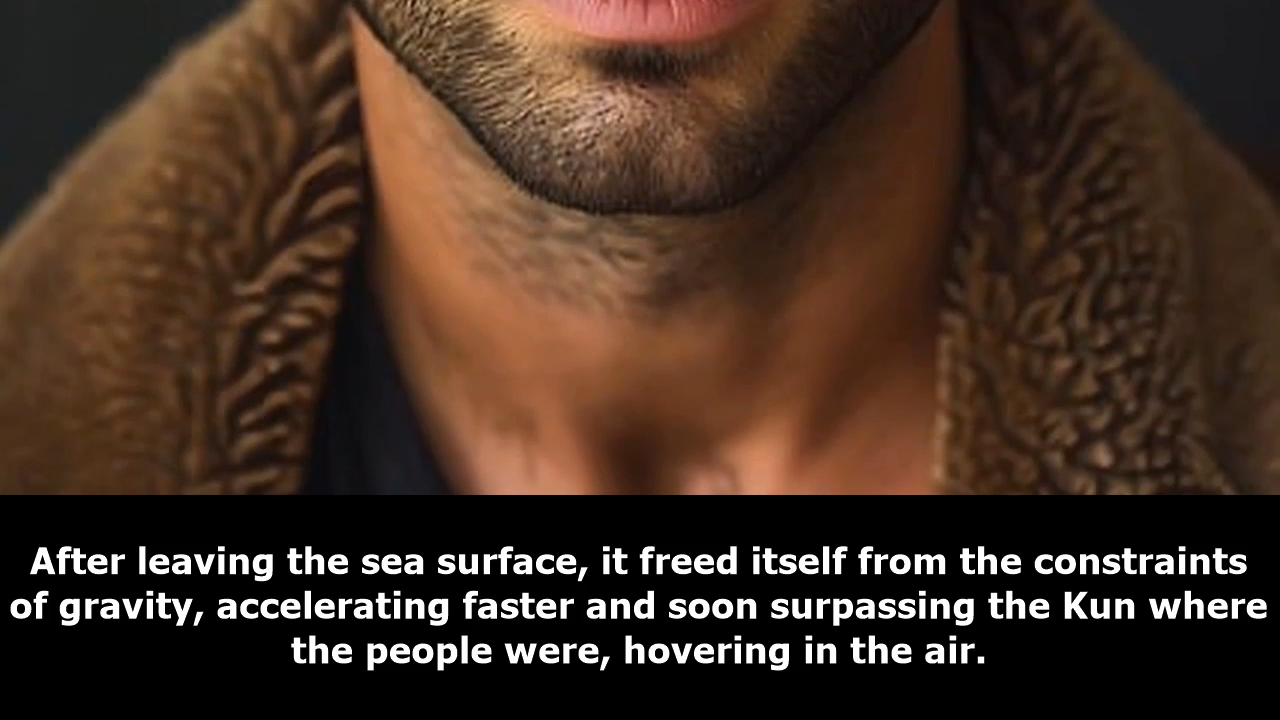 After leaving the sea surface, it freed itself from the constraints
of gravity, accelerating faster and soon surpassing the Kun where
the people were, hovering in the air.